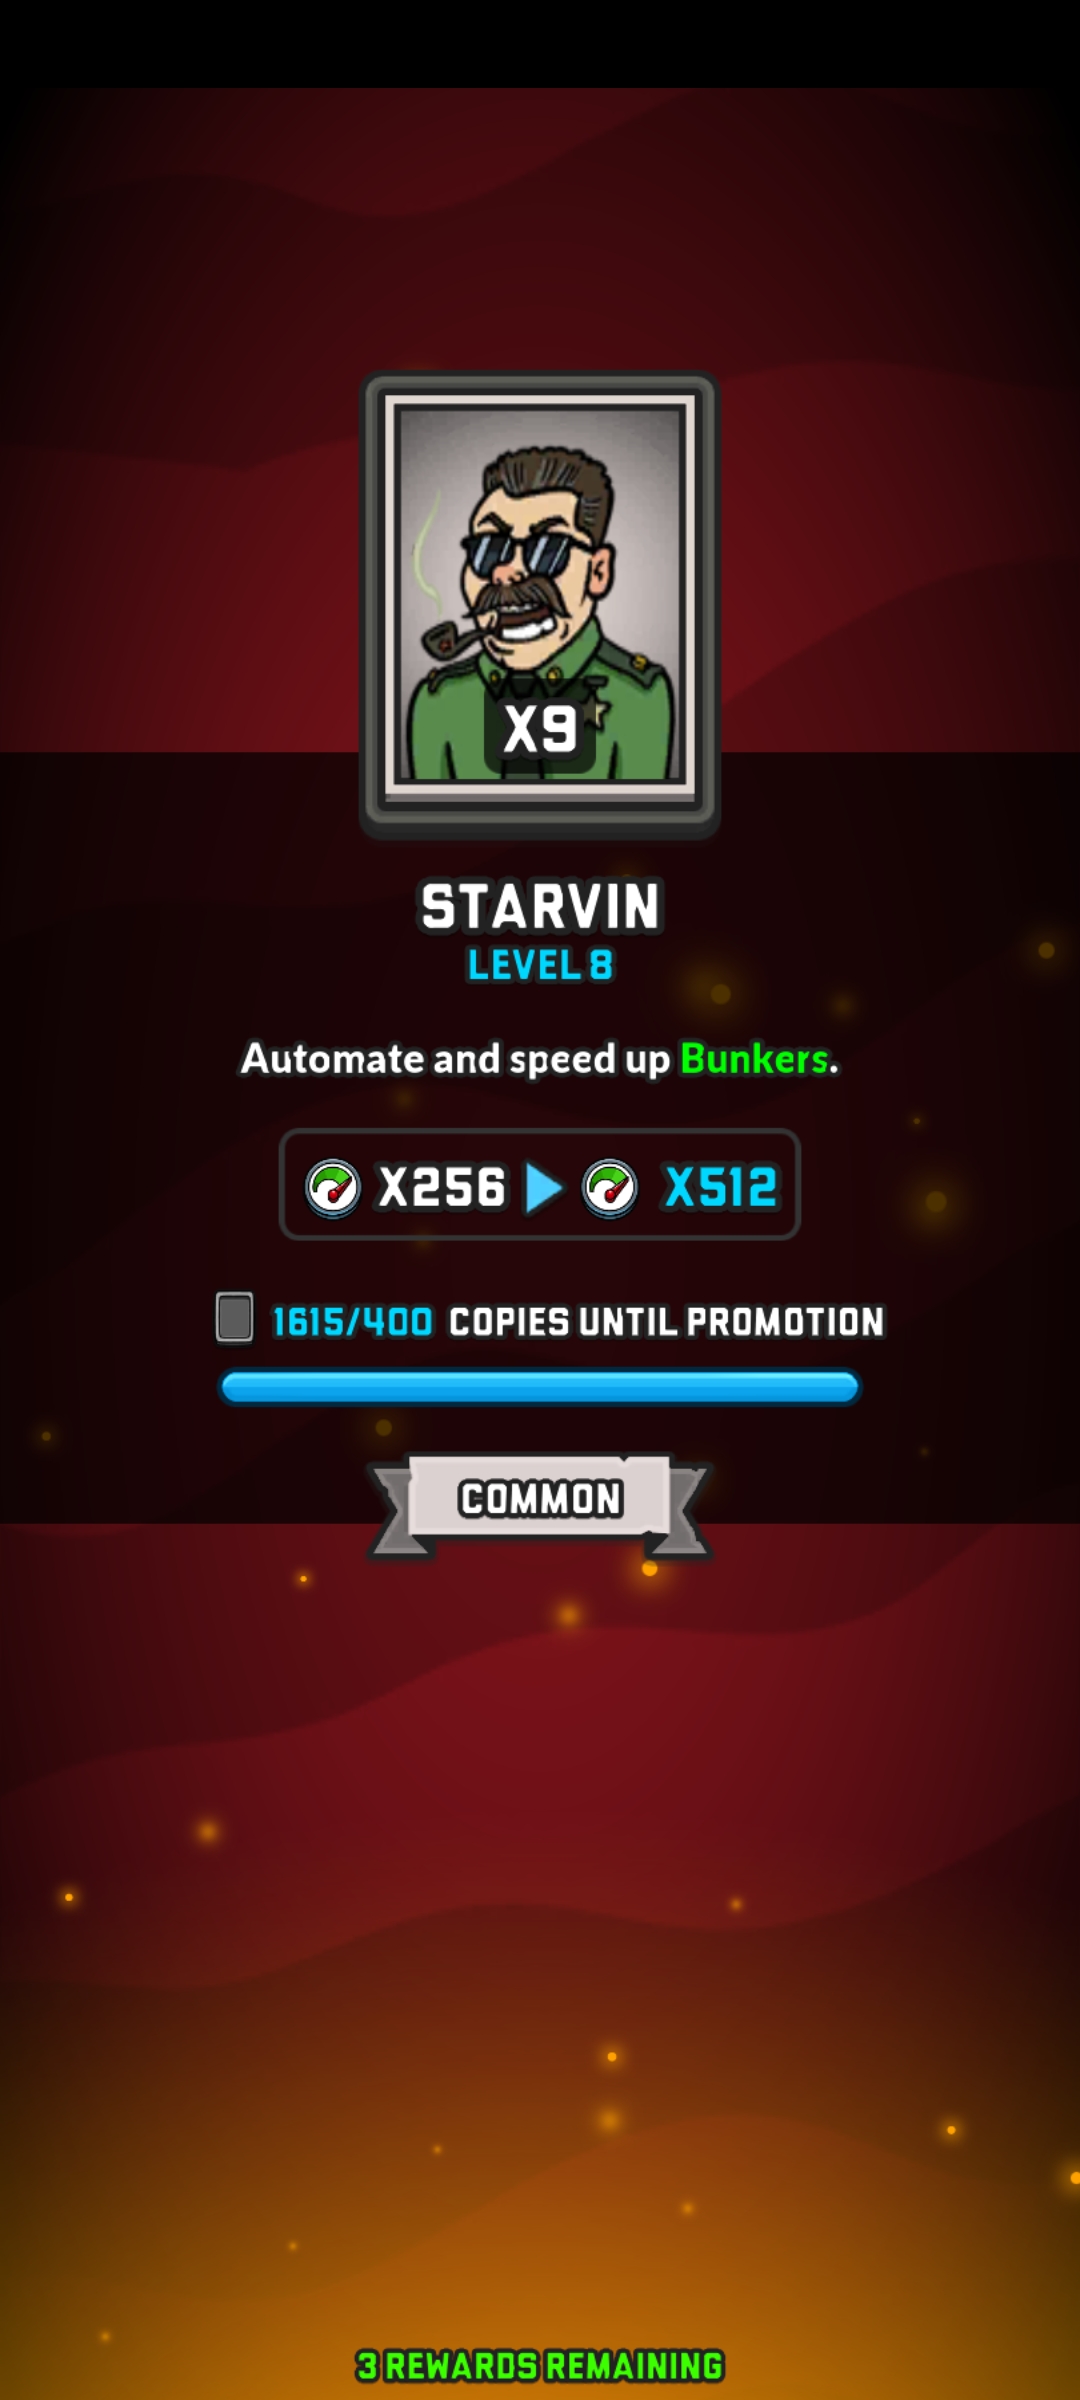 X9
STARVIN
LEVEL 8
Automate and speed up Bunkers.
X256 X512
1615/400 COPIES UNTIL PROMOTION
COMMON
3 REWARDS REMAINING